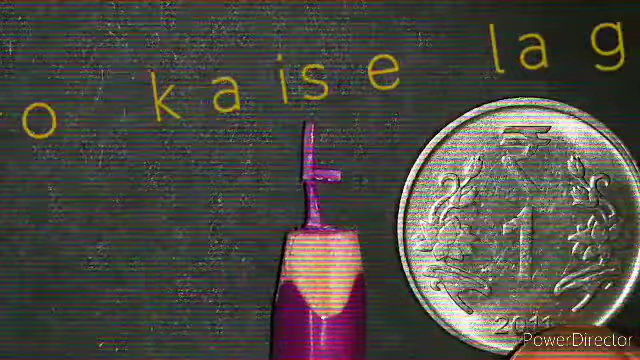 o kaise lag
₹
1
2011
PowerDirector